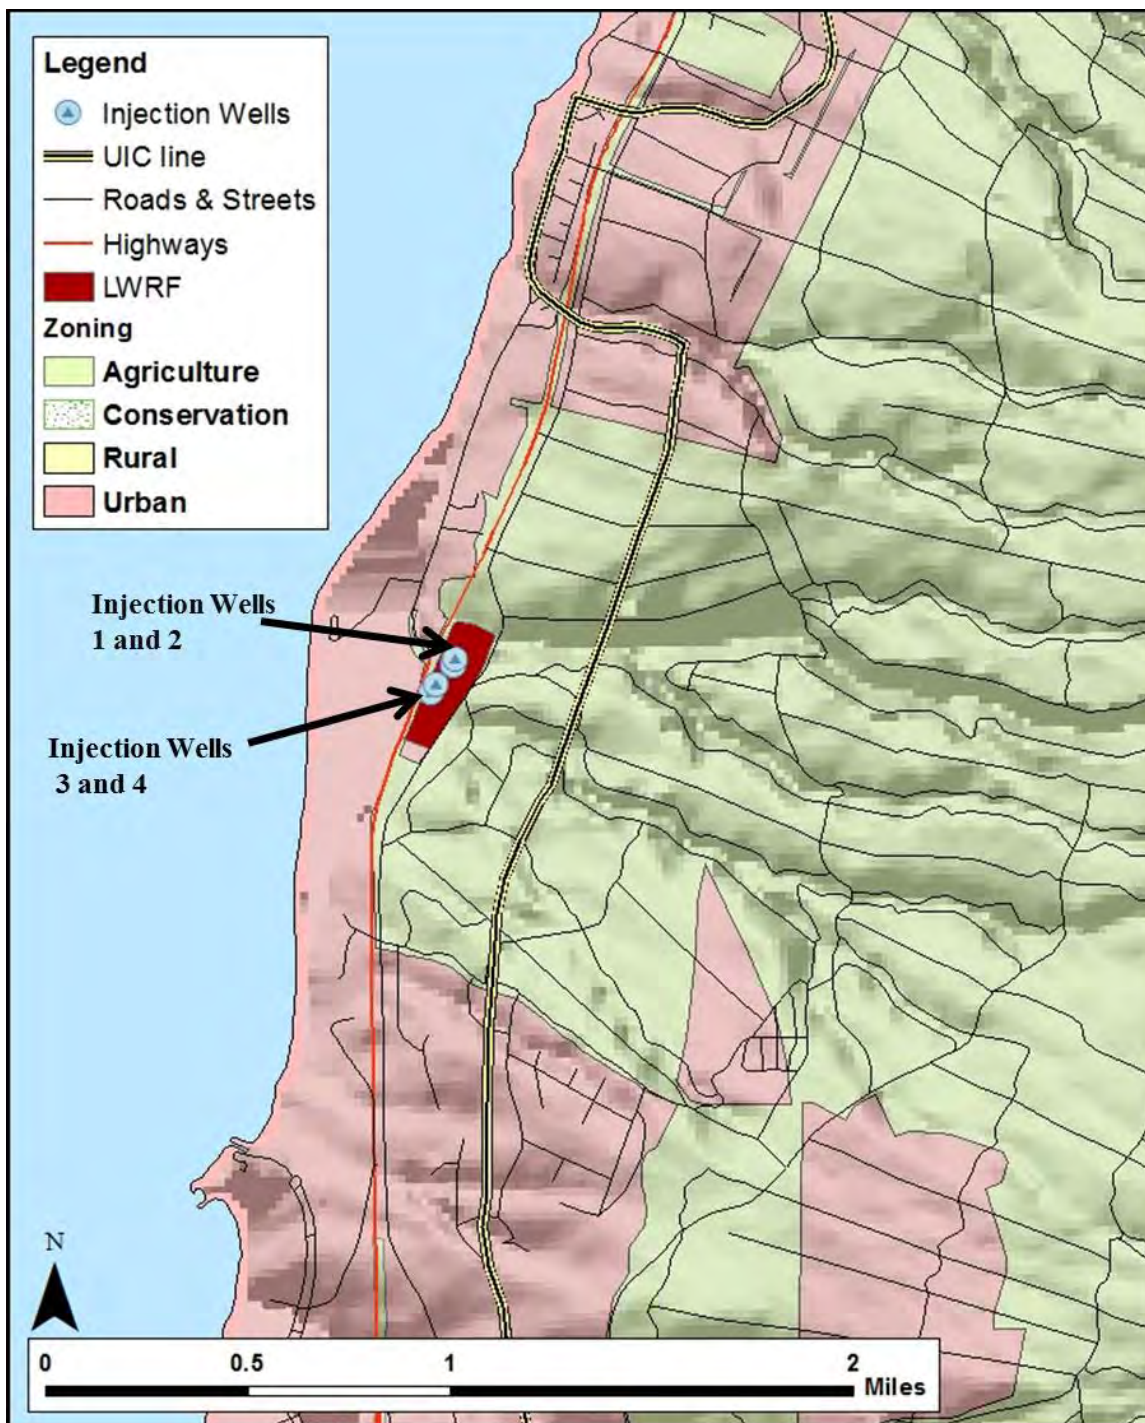 Legend
Injection Wells
UIC line
Roads & Streets
Highways
LWRF
Zoning
Agriculture
Conservation
Rural
Urban
Injection Wells
1 and 2
Injection Wells
3 and 4
N
0 0.5 1 2
Miles